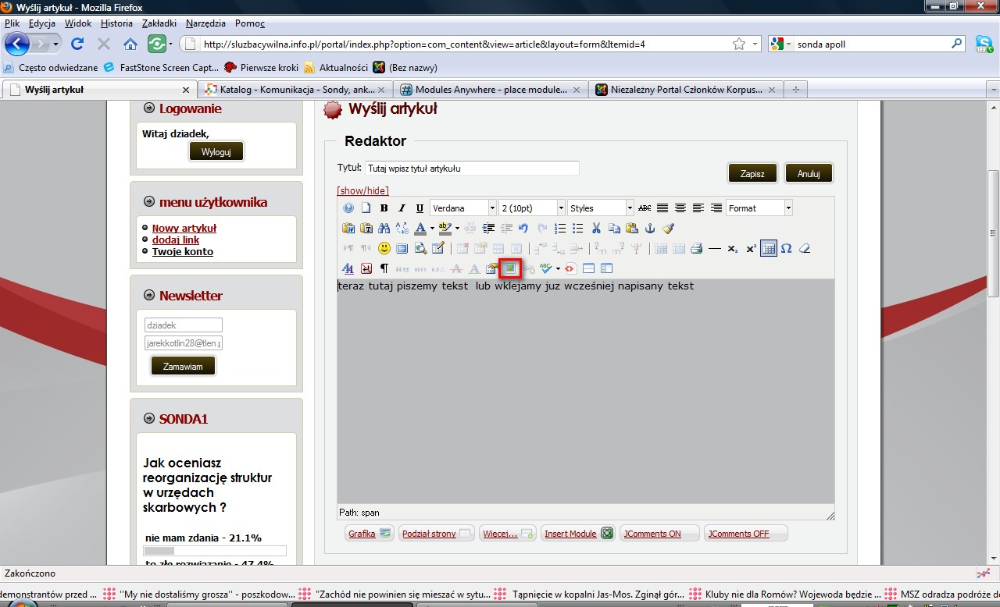 Wyślij artykuł - Mozilla Firefox
Plik Edycja Widok Historia Zakładki Narzędzia Pomoc
http://sluzbacywilna.info.pl/portal/index.php?option=com_content&view=article&layout=form&Itemid=4
sonda apoll
Często odwiedzane FastStone Screen Capt... Pierwsze kroki Aktualności (Bez nazwy)
Wyślij artykuł Katalog - Komunikacja - Sondy, ank... Modules Anywhere - place module... Niezależny Portal Członków Korpus...
Logowanie
Witaj dziadek,
Wyloguj
menu użytkownika
Nowy artykuł
dodaj link
Twoje konto
Newsletter
dziadek
jarekkotlin28@tlen.p
Zamawiam
SONDA1
Jak oceniasz
reorganizację struktur
w urzędach
skarbowych ?
nie mam zdania - 21.1%
to złe rozwiązanie - 47.4%
Wyślij artykuł
Redaktor
Tytuł: Tutaj wpisz tytuł artykułu
Zapisz Anuluj
[show/hide]
B I U Verdana 2 (10pt) Styles ABC Format
teraz tutaj piszemy tekst lub wklejamy juz wcześniej napisany tekst
Path: span
Grafika Podział strony Więcej... Insert Module JComments ON JComments OFF
Zakończono
demonstrantów przed ... "My nie dostaliśmy grosza" - poszkodow... "Zachód nie powinien się mieszać w sytu... Tąpnięcie w kopalni Jas-Mos. Zginął gór... Kluby nie dla Romów? Wojewoda będzie ... MSZ odradza podróże d